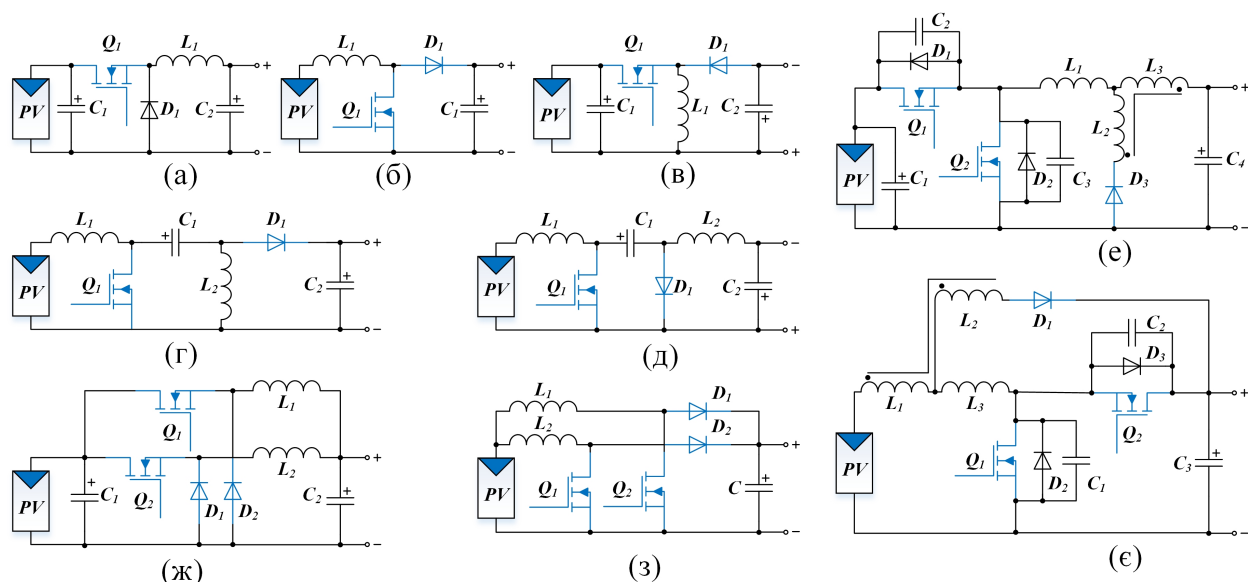 Q1 L1 + PV C1 D1 C2 + + −
(а)
L1 D1 + PV Q1 C1 + −
(б)
Q1 D1 − PV C1 + L1 C2 + +
(в)
C2 D1 Q1 L1 L3 + L2 Q2 D2 C3 D3 PV C1 + C4 + −
(е)
L1 C1 + D1 + PV Q1 L2 C2 + −
(г)
L1 C1 + L2 − PV Q1 D1 C2 + +
(д)
L2 D1 C2 D3 L1 L3 Q2 + PV Q1 D2 C1 C3 + −
(є)
Q1 L1 L2 + PV C1 + Q2 D1 D2 C2 + −
(ж)
L1 D1 L2 D2 + PV Q1 Q2 C + −
(з)